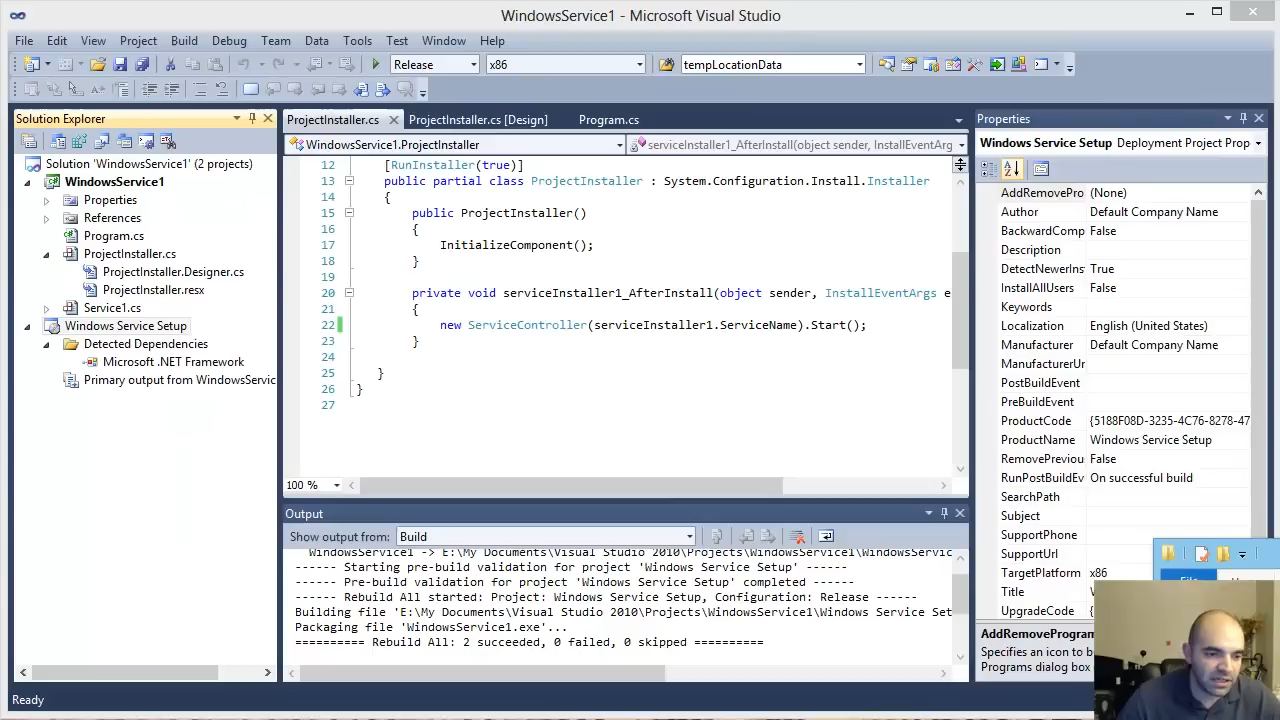 WindowsService1 - Microsoft Visual Studio
File Edit View Project Build Debug Team Data Tools Test Window Help
Release x86 tempLocationData
Solution Explorer
Solution 'WindowsService1' (2 projects)
WindowsService1
Properties
References
Program.cs
ProjectInstaller.cs
ProjectInstaller.Designer.cs
ProjectInstaller.resx
Service1.cs
Windows Service Setup
Detected Dependencies
Microsoft .NET Framework
Primary output from WindowsServic
ProjectInstaller.cs ProjectInstaller.cs [Design] Program.cs
WindowsService1.ProjectInstaller serviceInstaller1_AfterInstall(object sender, InstallEventArg
12 [RunInstaller(true)]
13 public partial class ProjectInstaller : System.Configuration.Install.Installer
14 {
15 public ProjectInstaller()
16 {
17 InitializeComponent();
18 }
19
20 private void serviceInstaller1_AfterInstall(object sender, InstallEventArgs e
21 {
22 new ServiceController(serviceInstaller1.ServiceName).Start();
23 }
24
25 }
26 }
27
100 %
Output
Show output from: Build
WindowsService1 -> E:\My Documents\Visual Studio 2010\Projects\WindowsService1\WindowsServic
------ Starting pre-build validation for project 'Windows Service Setup' ------
------ Pre-build validation for project 'Windows Service Setup' completed ------
------ Rebuild All started: Project: Windows Service Setup, Configuration: Release ------
Building file 'E:\My Documents\Visual Studio 2010\Projects\WindowsService1\Windows Service Set
Packaging file 'WindowsService1.exe'...
========== Rebuild All: 2 succeeded, 0 failed, 0 skipped ==========
Properties
Windows Service Setup Deployment Project Prop
AddRemovePro (None)
Author Default Company Name
BackwardComp False
Description
DetectNewerIns True
InstallAllUsers False
Keywords
Localization English (United States)
Manufacturer Default Company Name
ManufacturerUr
PostBuildEvent
PreBuildEvent
ProductCode {5188F08D-3235-4C76-8278-47
ProductName Windows Service Setup
RemovePreviou False
RunPostBuildEv On successful build
SearchPath
Subject
SupportPhone
SupportUrl
TargetPlatform x86
Title
UpgradeCode {
AddRemoveProgram
Specifies an icon to b
Programs dialog box
Ready